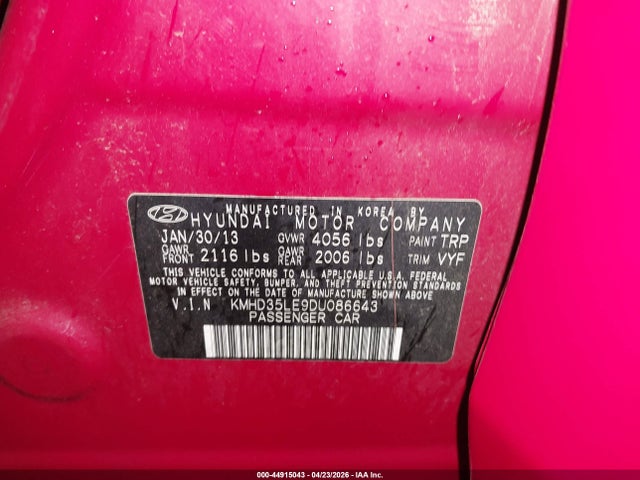 MANUFACTURED IN KOREA BY
HYUNDAI MOTOR COMPANY
JAN/30/13 GVWR 4056 lbs PAINT TRP
GAWR FRONT 2116 lbs GAWR REAR 2006 lbs TRIM VYF
THIS VEHICLE CONFORMS TO ALL APPLICABLE U.S.A. FEDERAL
MOTOR VEHICLE SAFETY, BUMPER, AND THEFT PREVENTION STANDARDS
IN EFFECT ON THE DATE OF MANUFACTURE SHOWN ABOVE.
V.I.N KMHD35LE9DU086643
PASSENGER CAR
000-44915043 - 04/23/2026 - IAA Inc.